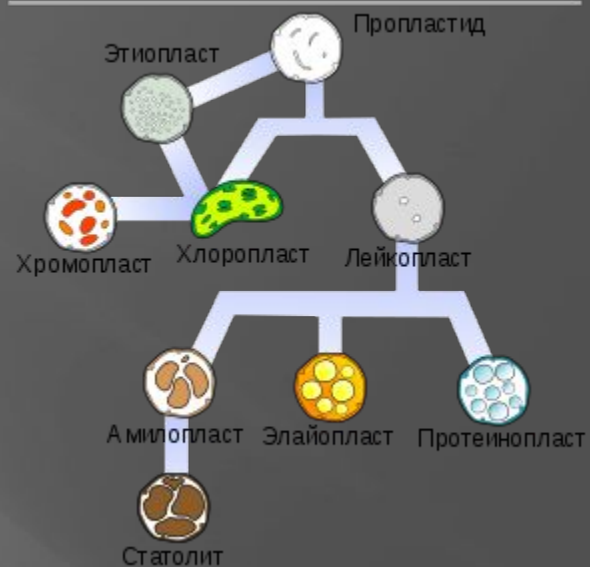 Пропластид
Этиопласт
Хромопласт
Хлоропласт
Лейкопласт
Амилопласт
Элайопласт
Протеинопласт
Статолит